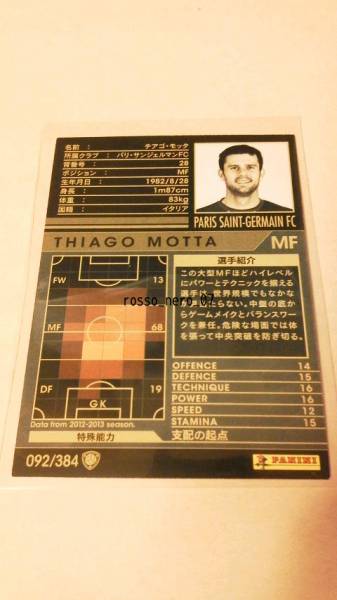 名前 : チアゴ・モッタ
所属クラブ : パリ・サンジェルマンFC
背番号 : 28
ポジション : MF
生年月日 : 1982/8/28
身長 : 1m87cm
体重 : 83kg
国籍 : イタリア
PARIS SAINT-GERMAIN FC
THIAGO MOTTA MF
FW 13
MF 68
DF 19
GK
Data from 2012-2013 season.
特殊能力
選手紹介
この大型MFほどハイレベル
にパワーとテクニックを揃える
選手は、世界規模でもなかな
か見当たらない。中盤の底か
らゲームメイクとバランスワー
クを兼任。危険な場面では体
を張って中央突破を防ぎ切る。
rosso_nero_02
OFFENCE 14
DEFENCE 15
TECHNIQUE 16
POWER 16
SPEED 12
STAMINA 15
支配の起点
092/384
PANINI